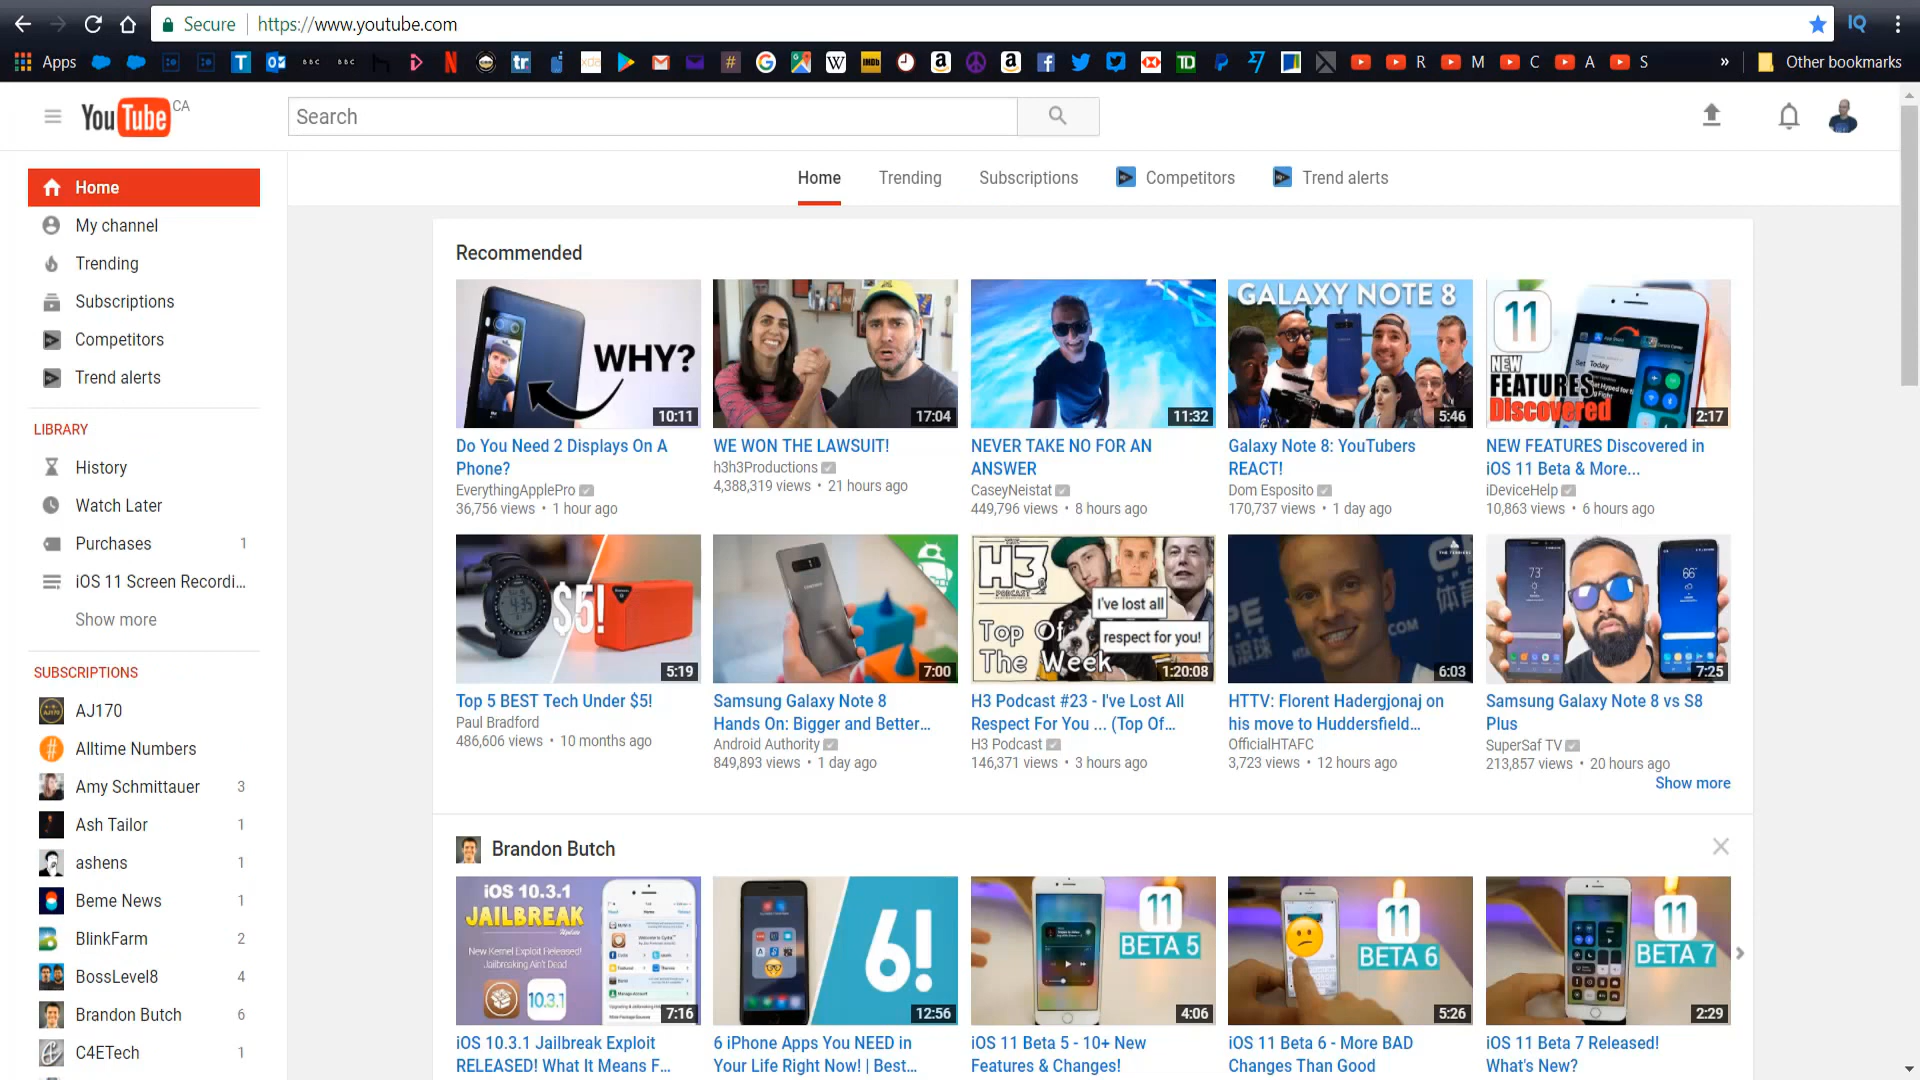 Secure https://www.youtube.com
Apps
R M C A S » Other bookmarks
YouTube CA
Search
Home
My channel
Trending
Subscriptions
Competitors
Trend alerts
LIBRARY
History
Watch Later
Purchases 1
iOS 11 Screen Recordi...
Show more
SUBSCRIPTIONS
AJ170
Alltime Numbers
Amy Schmittauer 3
Ash Tailor 1
ashens 1
Beme News 1
BlinkFarm 2
BossLevel8 4
Brandon Butch 6
C4ETech 1
Home Trending Subscriptions Competitors Trend alerts
Recommended
WHY?
10:11
Do You Need 2 Displays On A
Phone?
EverythingApplePro
36,756 views • 1 hour ago
17:04
WE WON THE LAWSUIT!
h3h3Productions
4,388,319 views • 21 hours ago
11:32
NEVER TAKE NO FOR AN
ANSWER
CaseyNeistat
449,796 views • 8 hours ago
GALAXY NOTE 8
5:46
Galaxy Note 8: YouTubers
REACT!
Dom Esposito
170,737 views • 1 day ago
11
NEW
FEATURES
Discovered
2:17
NEW FEATURES Discovered in
iOS 11 Beta & More...
iDeviceHelp
10,863 views • 6 hours ago
$5!
5:19
Top 5 BEST Tech Under $5!
Paul Bradford
486,606 views • 10 months ago
7:00
Samsung Galaxy Note 8
Hands On: Bigger and Better...
Android Authority
849,893 views • 1 day ago
H3
PODCAST
I've lost all
respect for you!
Top Of
The Week
1:20:08
H3 Podcast #23 - I've Lost All
Respect For You ... (Top Of...
H3 Podcast
146,371 views • 3 hours ago
6:03
HTTV: Florent Hadergjonaj on
his move to Huddersfield...
OfficialHTAFC
3,723 views • 12 hours ago
73° 66°
7:25
Samsung Galaxy Note 8 vs S8
Plus
SuperSaf TV
213,857 views • 20 hours ago
Show more
Brandon Butch
iOS 10.3.1
JAILBREAK
Update
New Kernel Exploit Released!
Jailbreaking Ain't Dead
10.3.1
7:16
iOS 10.3.1 Jailbreak Exploit
RELEASED! What It Means F...
6!
12:56
6 iPhone Apps You NEED in
Your Life Right Now! | Best...
11
BETA 5
4:06
iOS 11 Beta 5 - 10+ New
Features & Changes!
11
BETA 6
5:26
iOS 11 Beta 6 - More BAD
Changes Than Good
11
BETA 7
2:29
iOS 11 Beta 7 Released!
What's New?